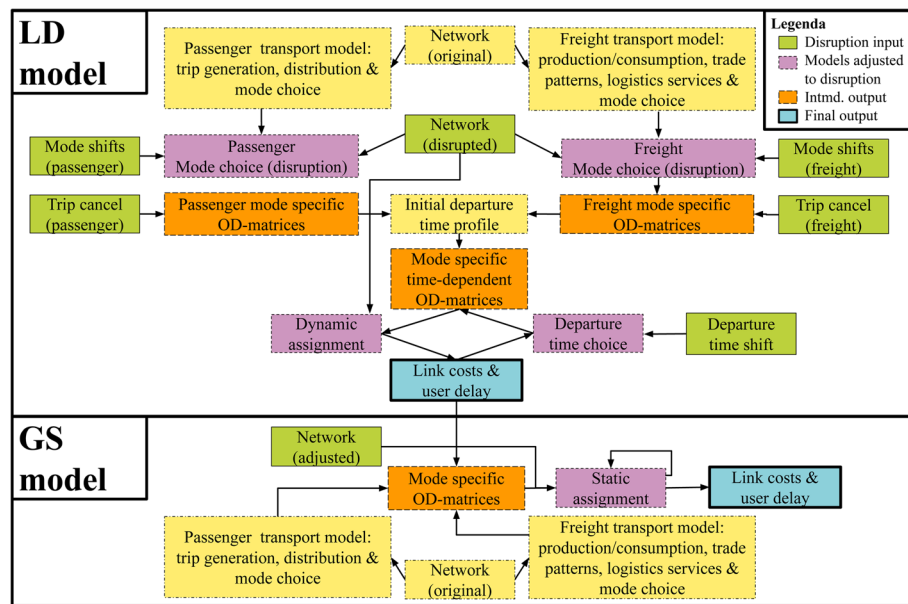 LD
model
Passenger transport model:
trip generation, distribution &
mode choice
Network
(original)
Freight transport model:
production/consumption, trade
patterns, logistics services &
mode choice
Legenda
Disruption input
Models adjusted
to disruption
Intmd. output
Final output
Mode shifts
(passenger)
Passenger
Mode choice (disruption)
Network
(disrupted)
Freight
Mode choice (disruption)
Mode shifts
(freight)
Trip cancel
(passenger)
Passenger mode specific
OD-matrices
Initial departure
time profile
Freight mode specific
OD-matrices
Trip cancel
(freight)
Mode specific
time-dependent
OD-matrices
Dynamic
assignment
Departure
time choice
Departure
time shift
Link costs &
user delay
GS
model
Network
(adjusted)
Mode specific
OD-matrices
Static
assignment
Link costs &
user delay
Passenger transport model:
trip generation, distribution &
mode choice
Network
(original)
Freight transport model:
production/consumption, trade
patterns, logistics services &
mode choice